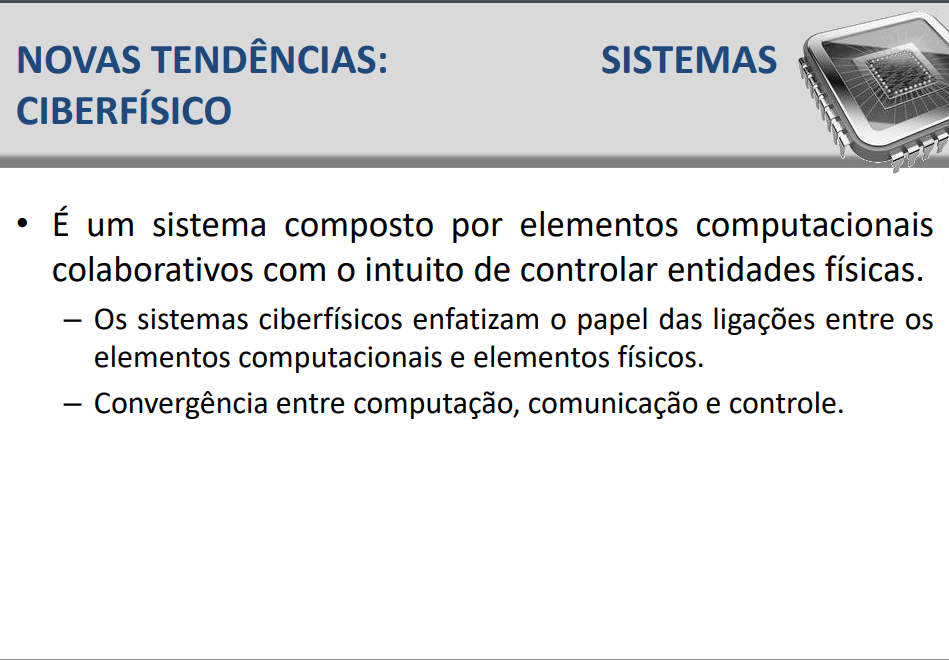 NOVAS TENDÊNCIAS: SISTEMAS
CIBERFÍSICO
• É um sistema composto por elementos computacionais
colaborativos com o intuito de controlar entidades físicas.
– Os sistemas ciberfísicos enfatizam o papel das ligações entre os
elementos computacionais e elementos físicos.
– Convergência entre computação, comunicação e controle.